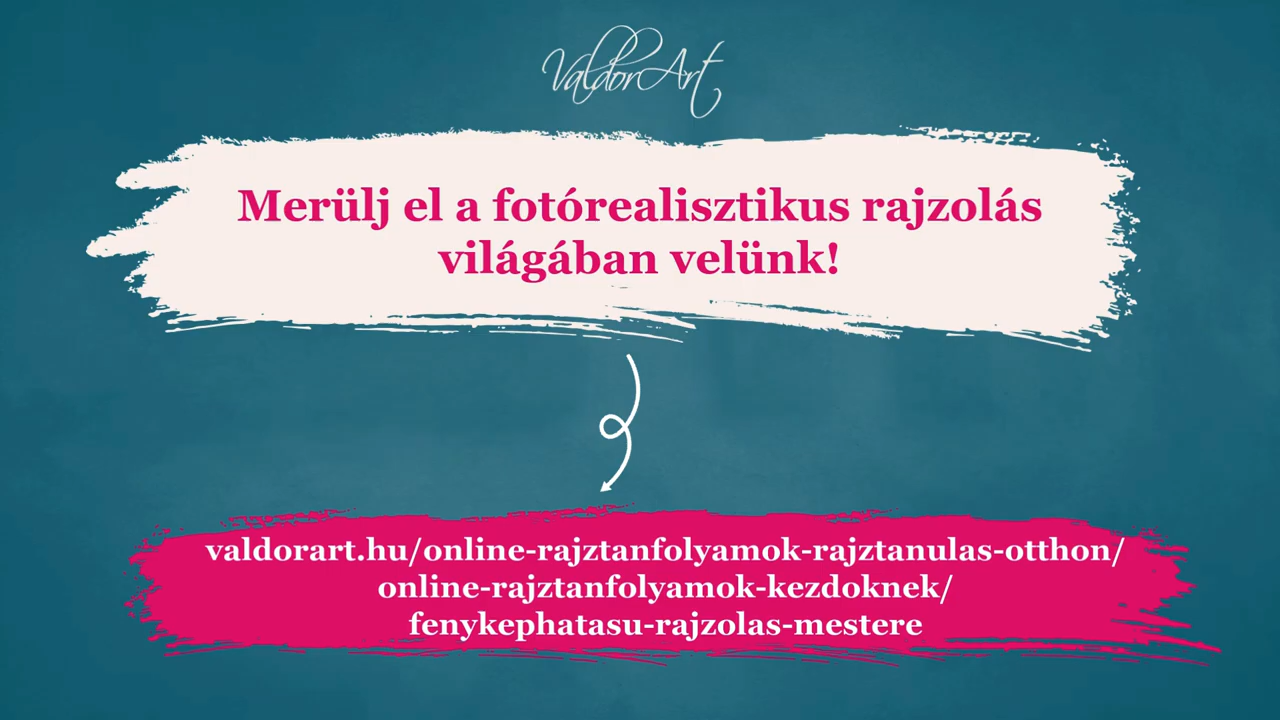 ValdorArt
Merülj el a fotórealisztikus rajzolás
világában velünk!
valdorart.hu/online-rajztanfolyamok-rajztanulas-otthon/
online-rajztanfolyamok-kezdoknek/
fenykephatasu-rajzolas-mestere